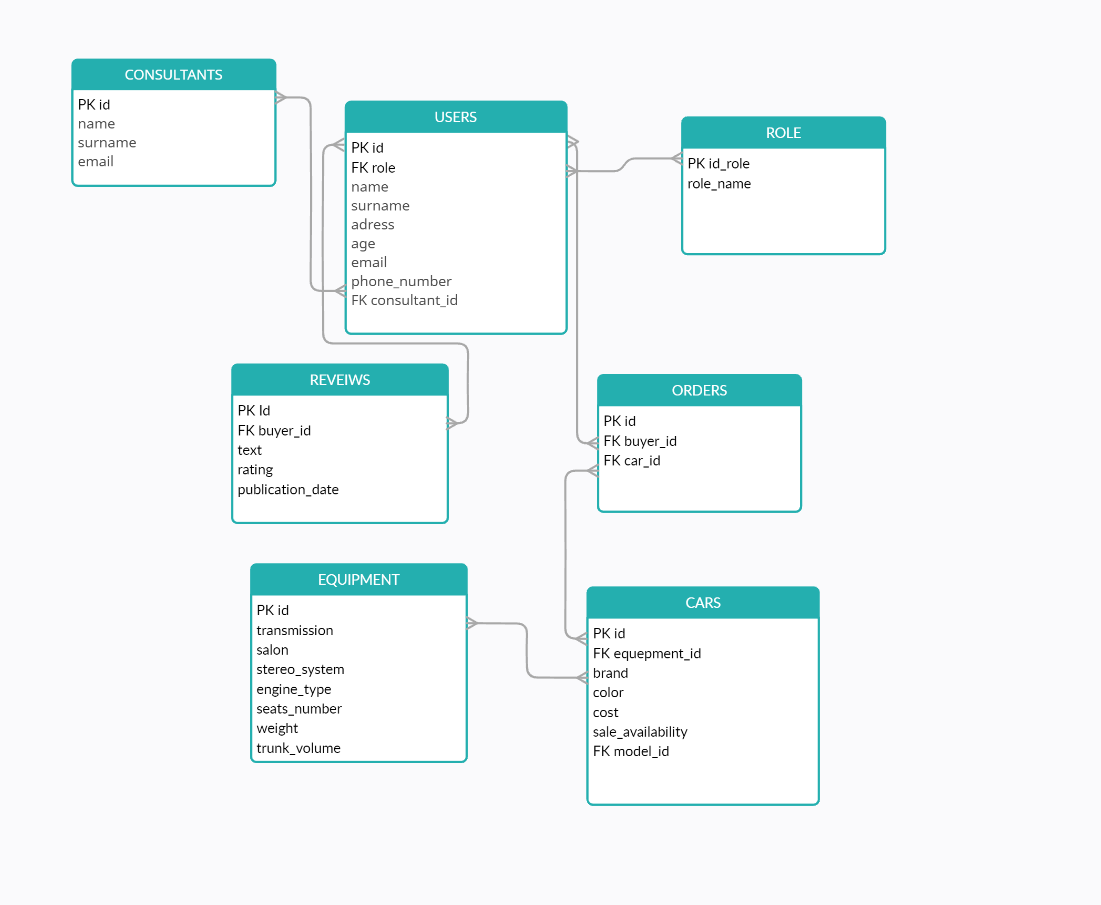 CONSULTANTS
PK id
name
surname
email
USERS
PK id
FK role
name
surname
adress
age
email
phone_number
FK consultant_id
ROLE
PK id_role
role_name
REVEIWS
PK Id
FK buyer_id
text
rating
publication_date
ORDERS
PK id
FK buyer_id
FK car_id
EQUIPMENT
PK id
transmission
salon
stereo_system
engine_type
seats_number
weight
trunk_volume
CARS
PK id
FK equepment_id
brand
color
cost
sale_availability
FK model_id